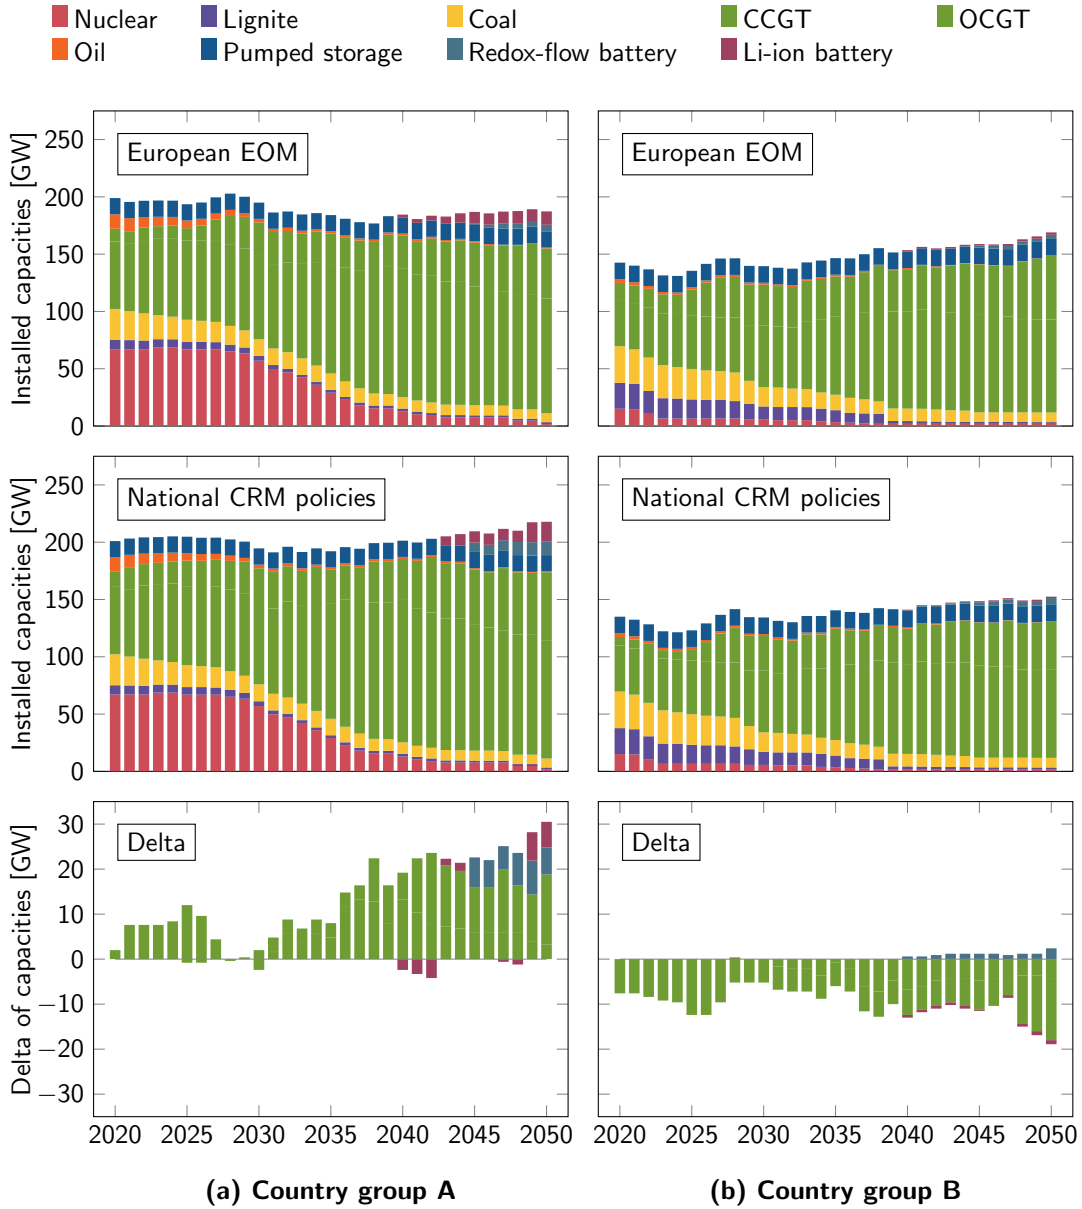 Nuclear Lignite Coal CCGT OCGT
Oil Pumped storage Redox-flow battery Li-ion battery
Installed capacities [GW]
250
200
150
100
50
0
European EOM
European EOM
Installed capacities [GW]
250
200
150
100
50
0
National CRM policies
National CRM policies
Delta of capacities [GW]
30
20
10
0
−10
−20
−30
Delta
Delta
2020 2025 2030 2035 2040 2045 2050
2020 2025 2030 2035 2040 2045 2050
(a) Country group A
(b) Country group B